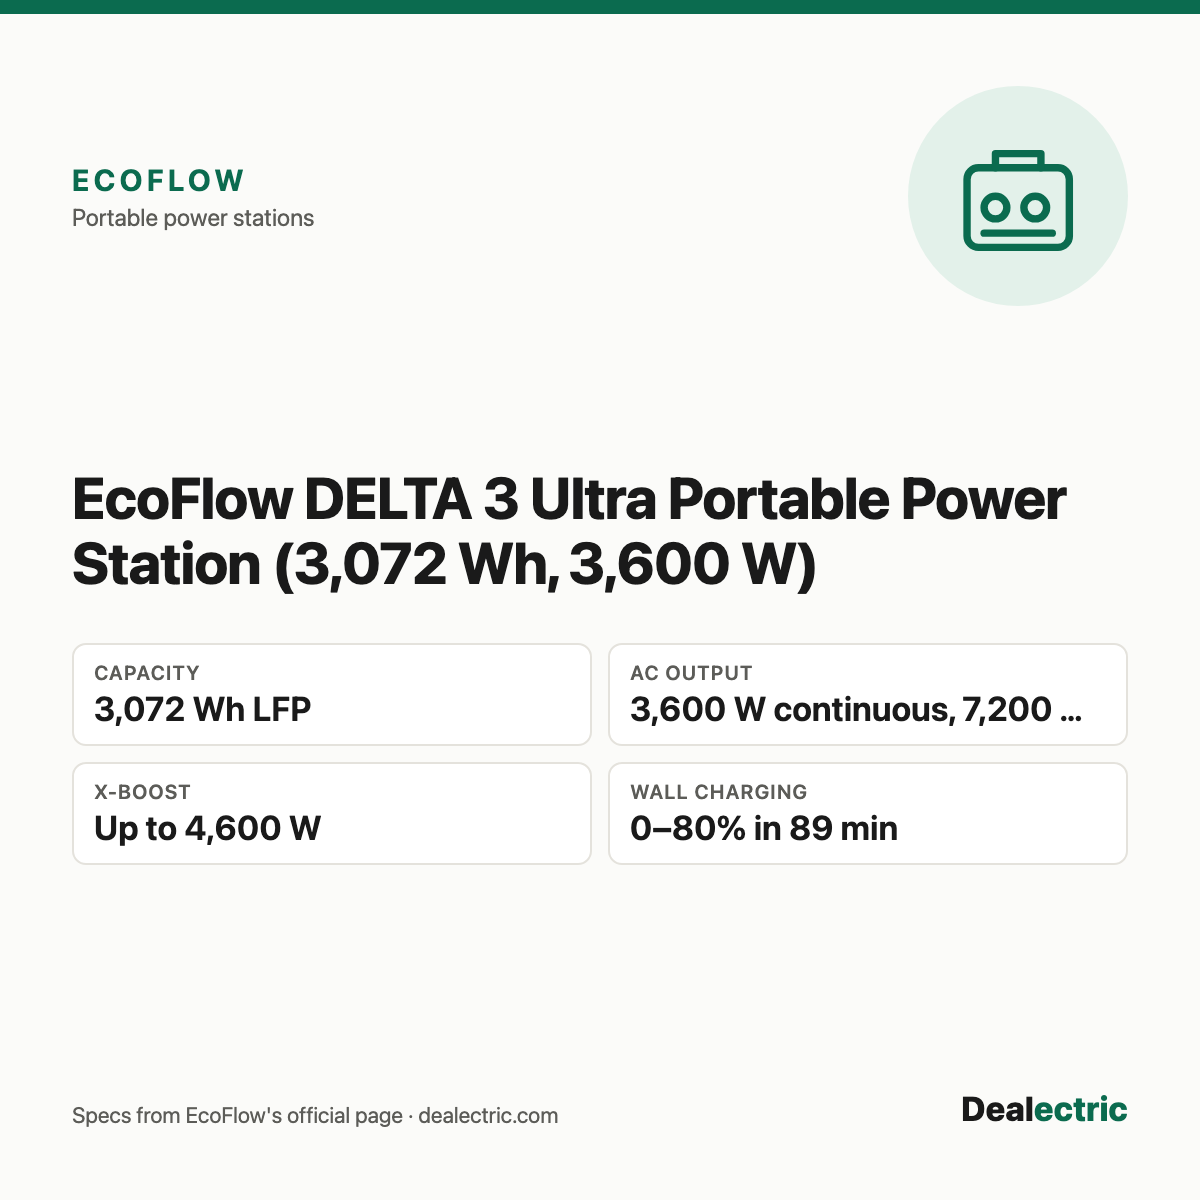 ECOFLOW
Portable power stations
EcoFlow DELTA 3 Ultra Portable Power
Station (3,072 Wh, 3,600 W)
CAPACITY
3,072 Wh LFP
AC OUTPUT
3,600 W continuous, 7,200 ...
X-BOOST
Up to 4,600 W
WALL CHARGING
0–80% in 89 min
Specs from EcoFlow's official page · dealectric.com
Dealectric